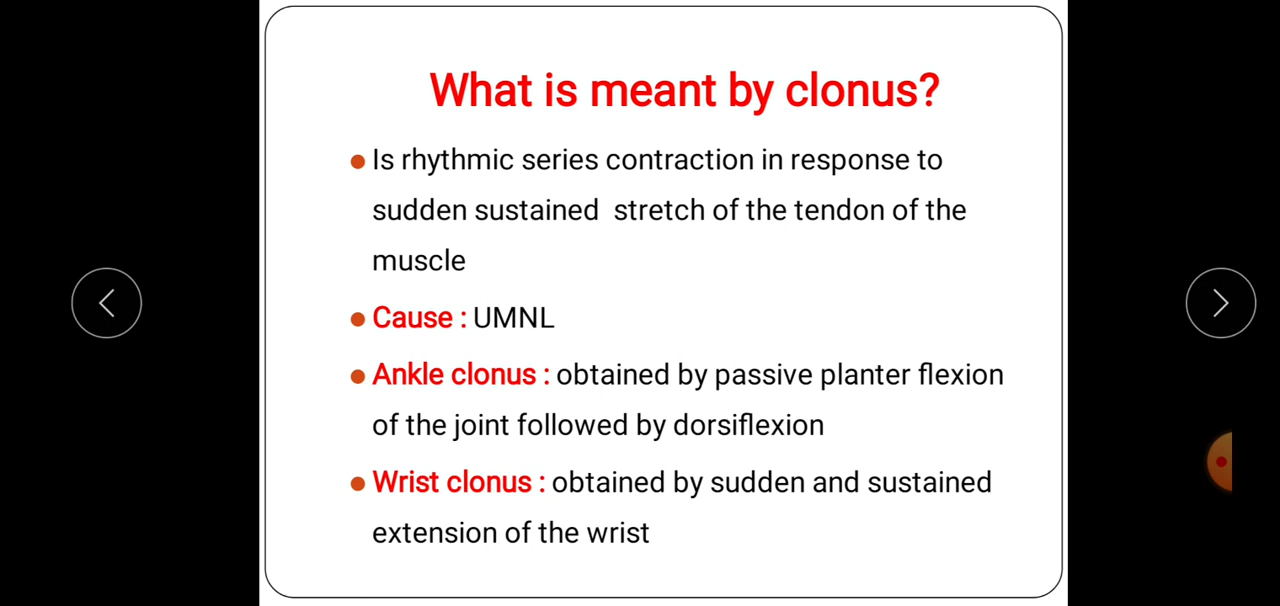 What is meant by clonus?
Is rhythmic series contraction in response to
sudden sustained stretch of the tendon of the
muscle
Cause : UMNL
Ankle clonus : obtained by passive planter flexion
of the joint followed by dorsiflexion
Wrist clonus : obtained by sudden and sustained
extension of the wrist